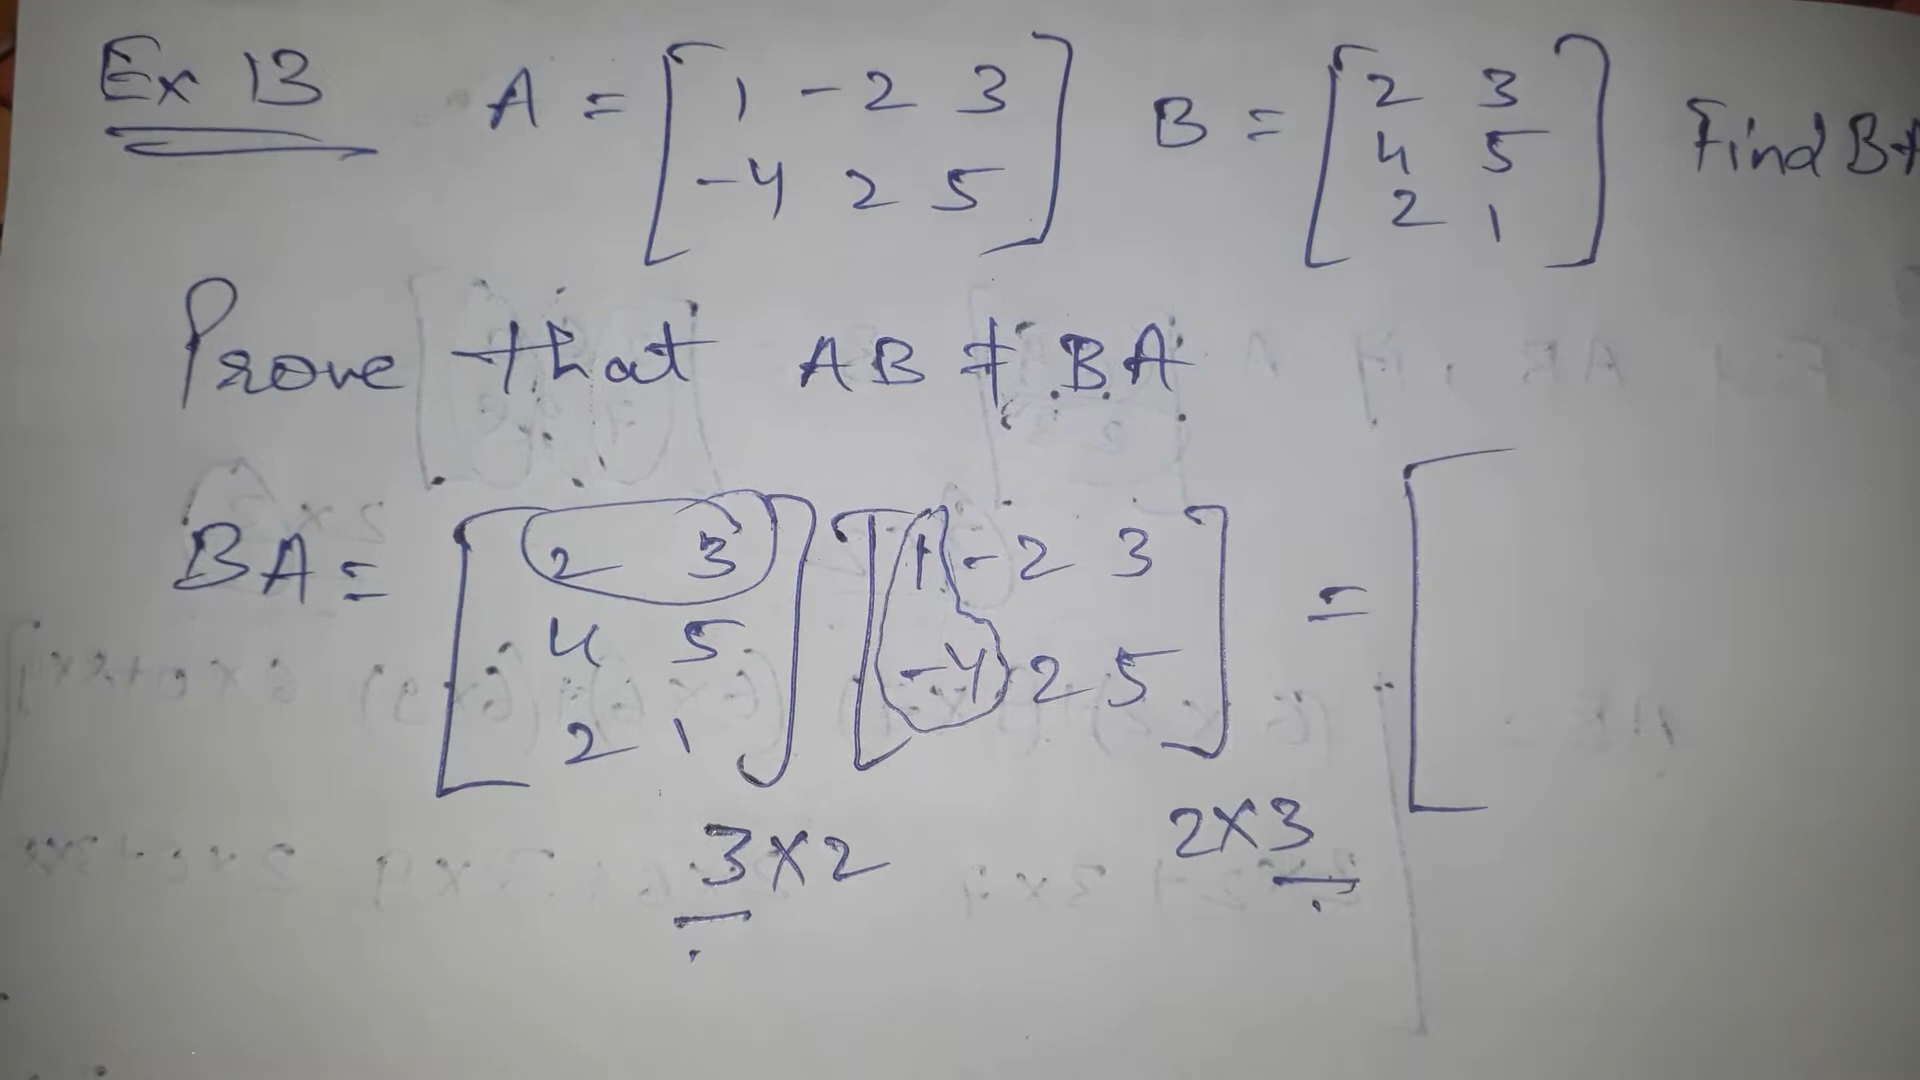 Ex 13 A = [ 1 -2 3 B = [ 2 3 Find BA
-4 2 5 ] 4 5
2 1 ]
Prove that AB ≠ BA
BA = [ 2 3 [ 1 -2 3 = [
4 5 -4 2 5 ]
2 1 ]
3×2 2×3